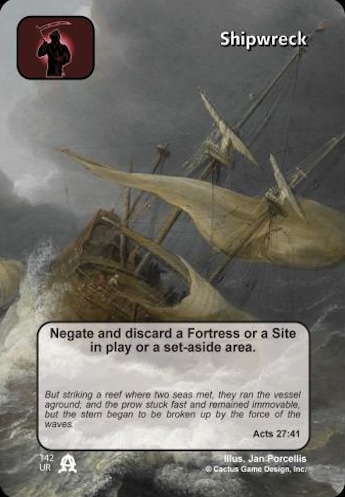 Shipwreck
Negate and discard a Fortress or a Site
in play or a set-aside area.
But striking a reef where two seas met, they ran the vessel
aground; and the prow stuck fast and remained immovable,
but the stern began to be broken up by the force of the
waves.
Acts 27:41
142
UR
Illus. Jan Porcellis
© Cactus Game Design, Inc.